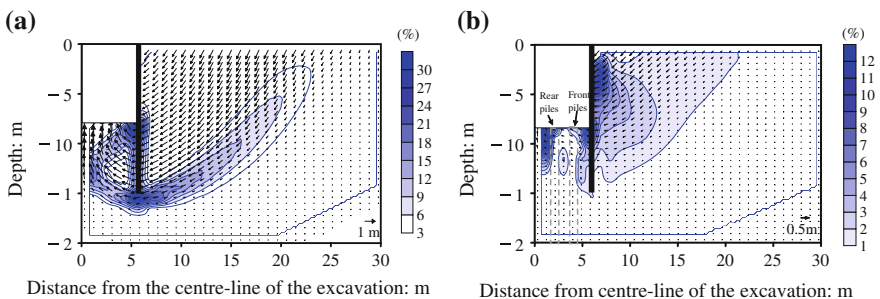 (a)
(%)
0
−5
−10
−1
−2
Depth: m
30
27
24
21
18
15
12
9
6
3
1 m
0 5 10 15 20 25 30
Distance from the centre-line of the excavation: m
(b)
(%)
0
−5
−10
−1
−2
Depth: m
Rear
piles
Front
piles
12
11
10
9
8
7
6
5
4
3
2
1
0.5m
0 5 10 15 20 25 30
Distance from centre-line of the excavation: m